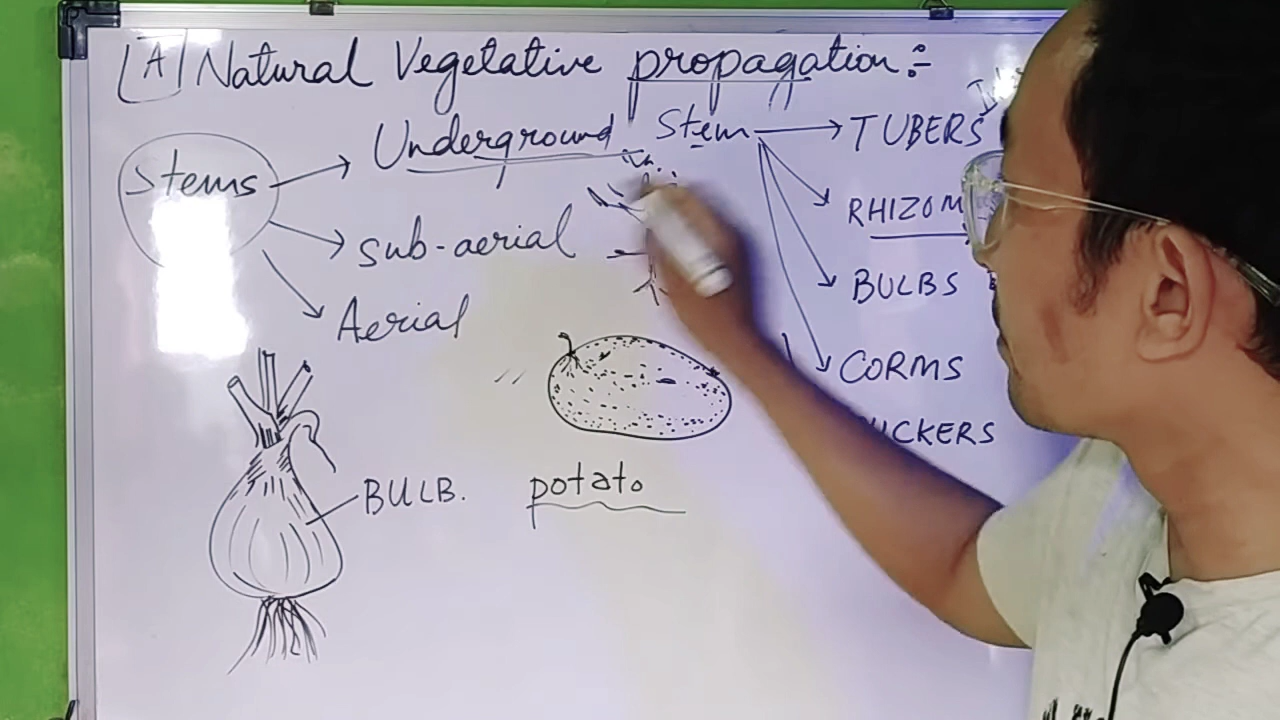 [A] Natural Vegetative propagation :-
Underground Stem
TUBERS
Stems
RHIZOM
sub-aerial
BULBS
Aerial
CORMS
UCKERS
BULB.
potato